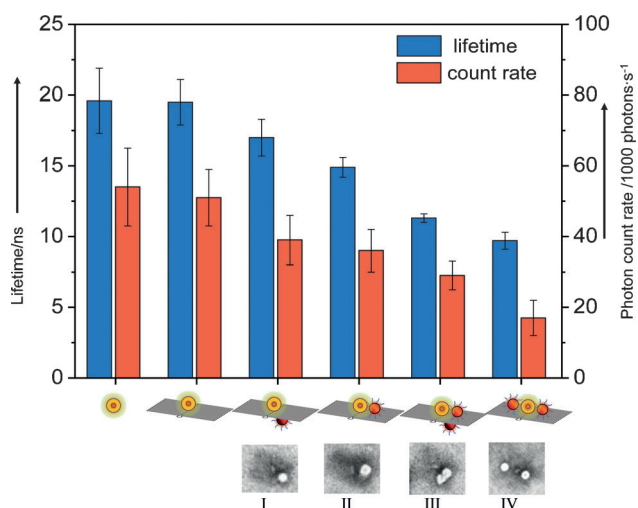 25
20
15
10
5
0
Lifetime/ns
lifetime
count rate
100
80
60
40
20
0
Photon count rate /1000 photons·s⁻¹
I II III IV